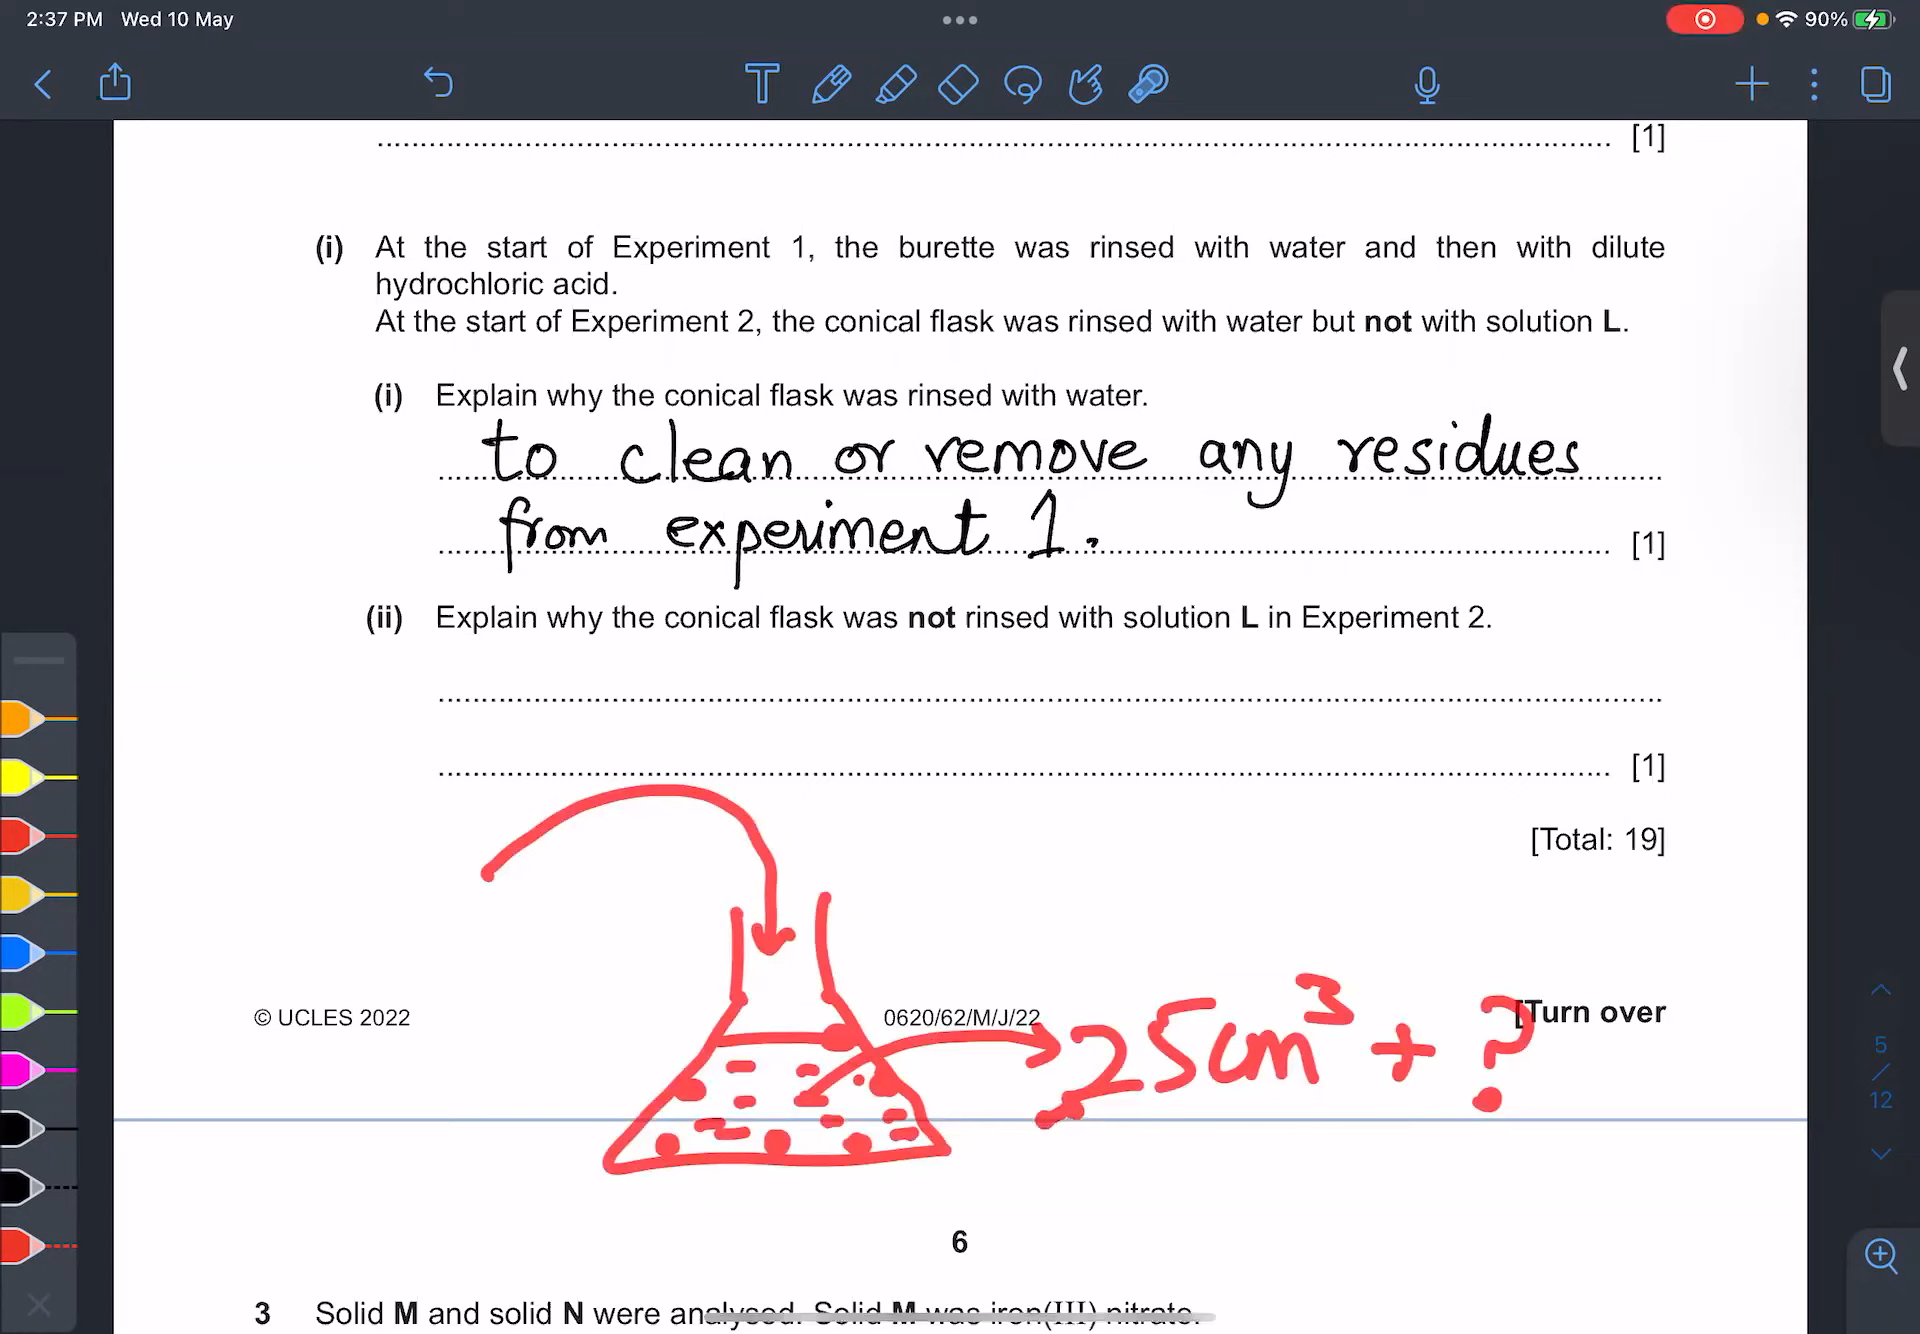 2:37 PM Wed 10 May
90%
[1]
(i) At the start of Experiment 1, the burette was rinsed with water and then with dilute
hydrochloric acid.
At the start of Experiment 2, the conical flask was rinsed with water but not with solution L.
(i) Explain why the conical flask was rinsed with water.
to clean or remove any residues
from experiment 1.
[1]
(ii) Explain why the conical flask was not rinsed with solution L in Experiment 2.
[1]
[Total: 19]
25cm³ + ?
© UCLES 2022
0620/62/M/J/22
[Turn over
5
/
12
6
3 Solid M and solid N were analysed. Solid M was iron(III) nitrate.